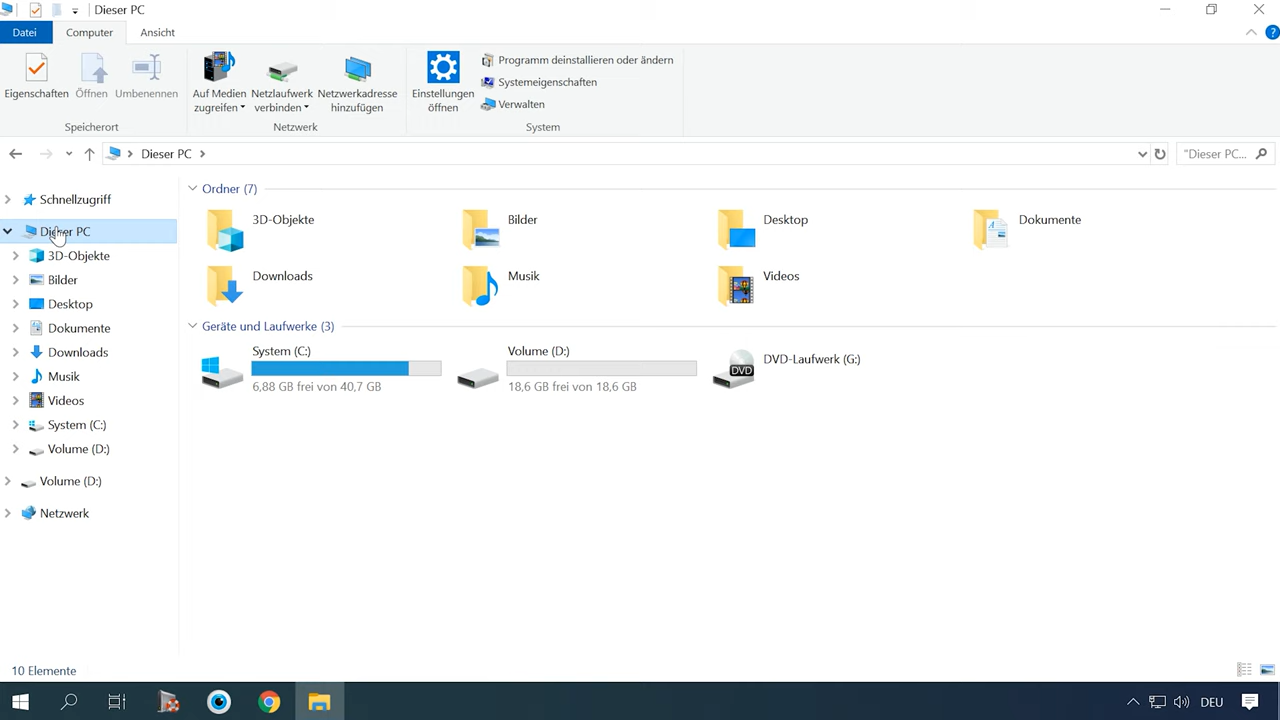 Dieser PC
Datei
Computer
Ansicht
Eigenschaften
Öffnen
Umbenennen
Speicherort
Auf Medien
zugreifen
Netzlaufwerk
verbinden
Netzwerkadresse
hinzufügen
Netzwerk
Einstellungen
öffnen
Programm deinstallieren oder ändern
Systemeigenschaften
Verwalten
System
Dieser PC
"Dieser PC...
Schnellzugriff
Dieser PC
3D-Objekte
Bilder
Desktop
Dokumente
Downloads
Musik
Videos
System (C:)
Volume (D:)
Volume (D:)
Netzwerk
Ordner (7)
3D-Objekte
Bilder
Desktop
Dokumente
Downloads
Musik
Videos
Geräte und Laufwerke (3)
System (C:)
6,88 GB frei von 40,7 GB
Volume (D:)
18,6 GB frei von 18,6 GB
DVD
DVD-Laufwerk (G:)
10 Elemente
DEU